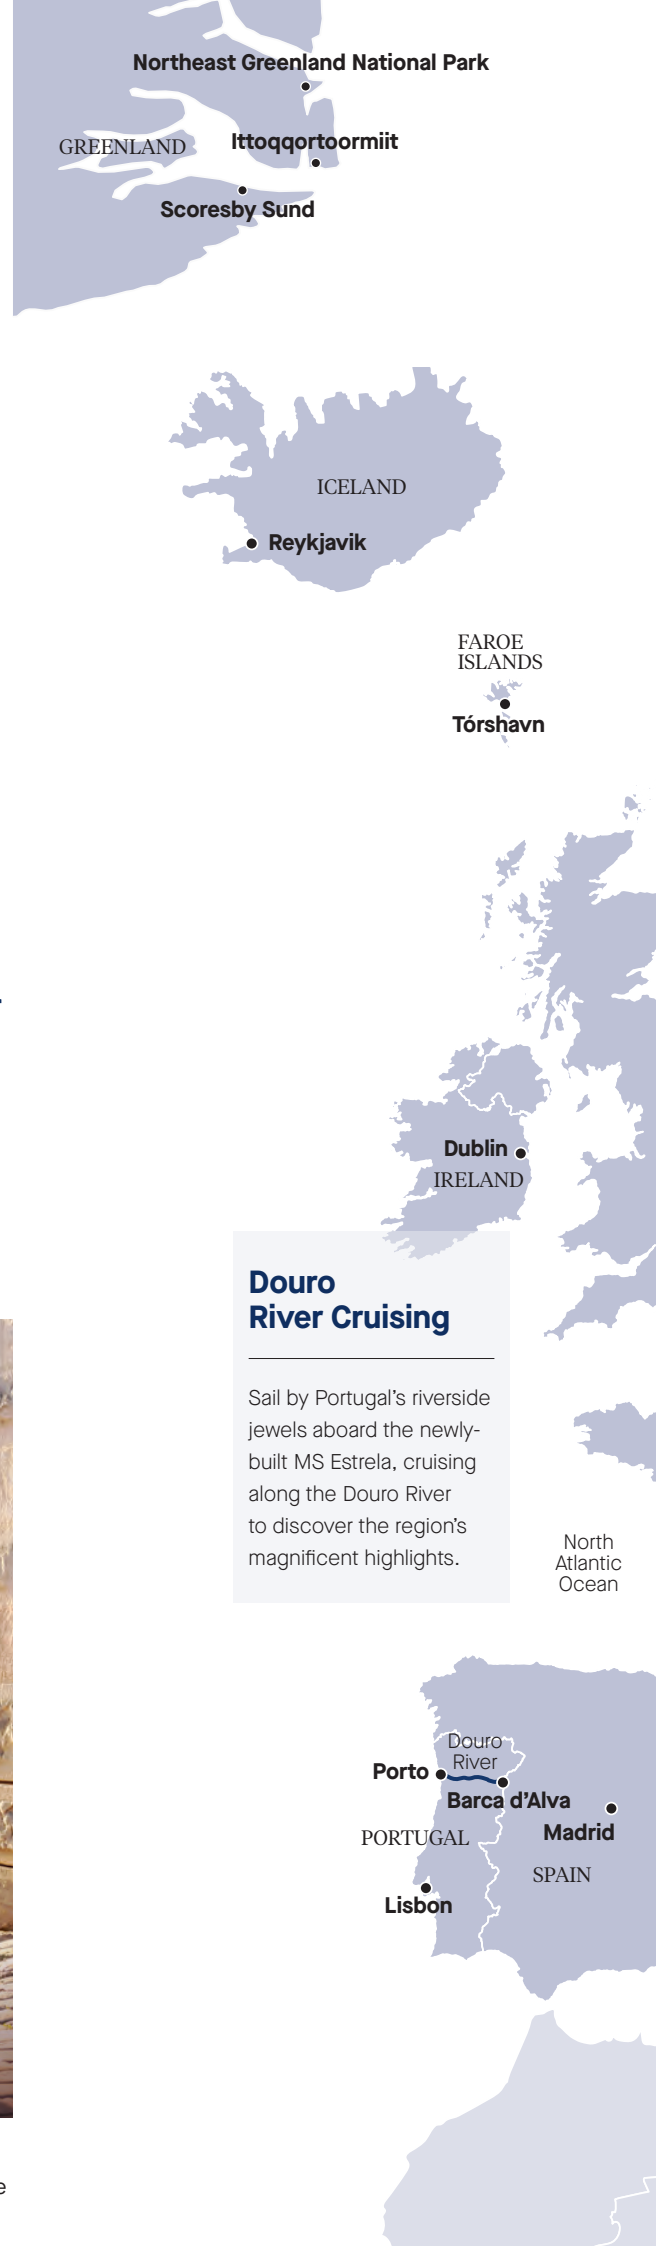 Northeast Greenland National Park
Ittoqqortoormiit
GREENLAND
Scoresby Sund
ICELAND
Reykjavik
FAROE
ISLANDS
Tórshavn
Dublin
IRELAND
Douro
River Cruising
Sail by Portugal's riverside
jewels aboard the newly-
built MS Estrela, cruising
along the Douro River
to discover the region's
magnificent highlights.
North
Atlantic
Ocean
Douro
River
Porto
Barca d'Alva
Madrid
PORTUGAL
SPAIN
Lisbon
e